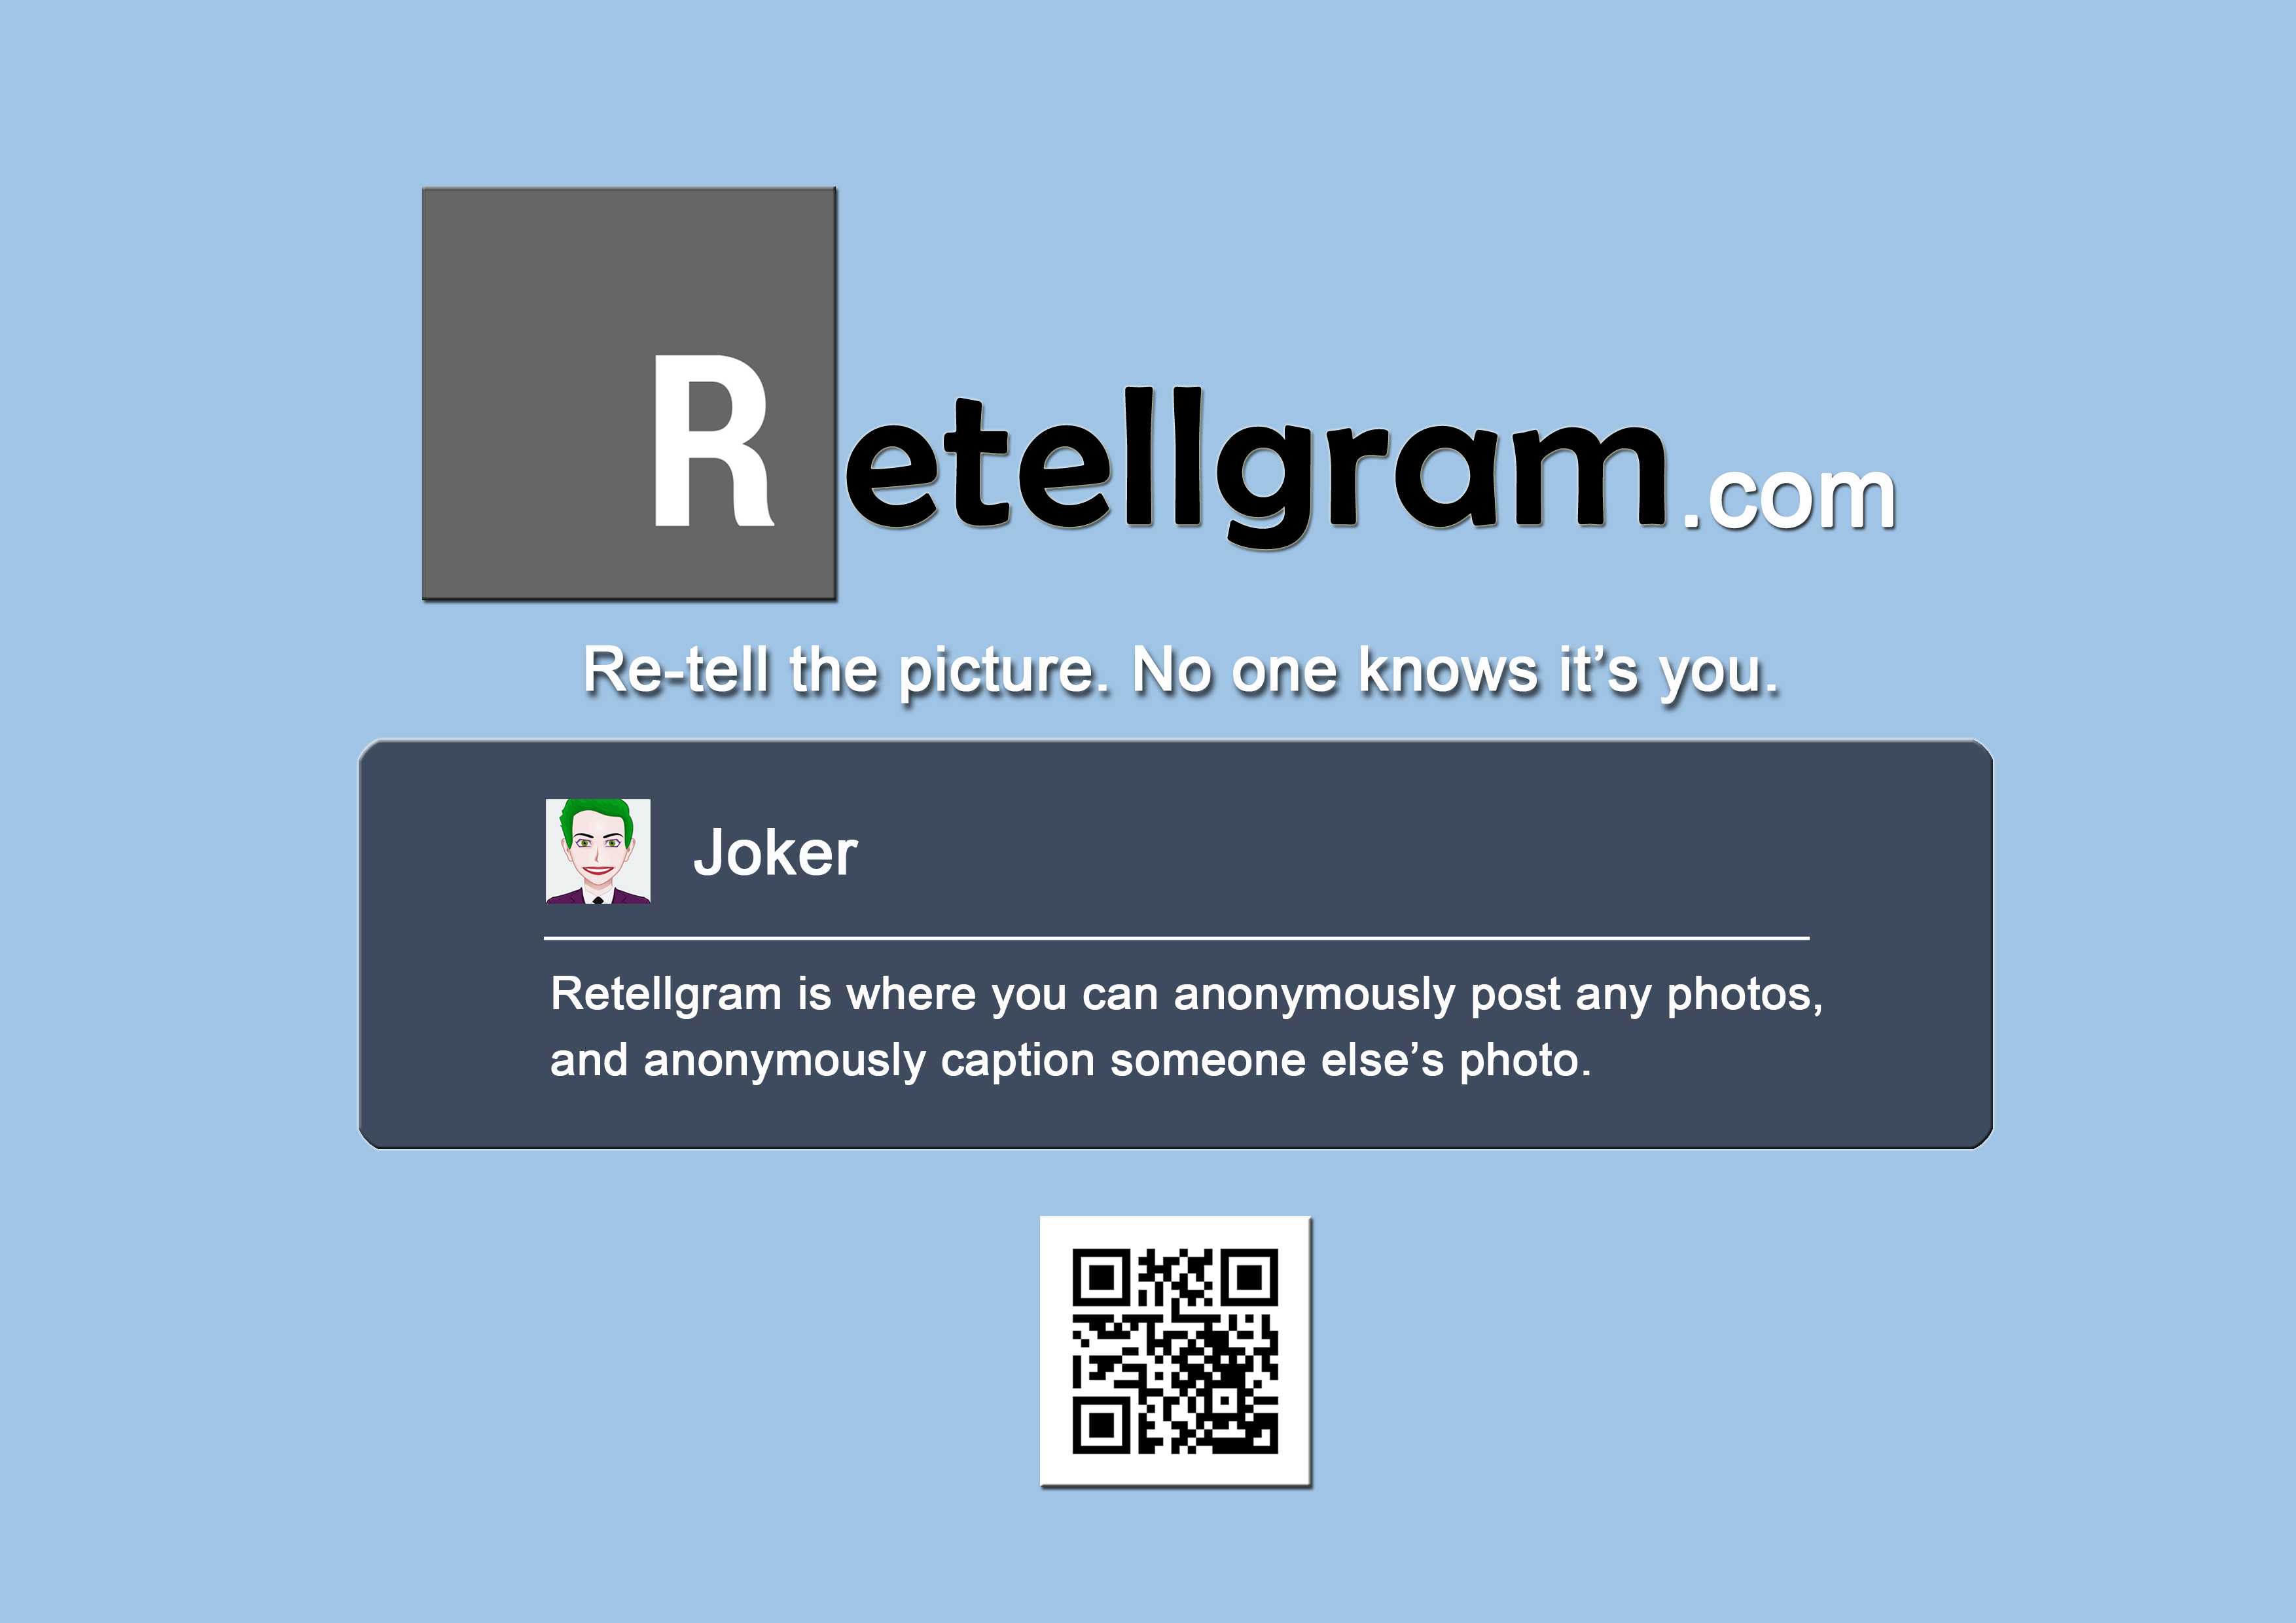 Retellgram.com
Re-tell the picture. No one knows it’s you.
Joker
Retellgram is where you can anonymously post any photos,
and anonymously caption someone else’s photo.